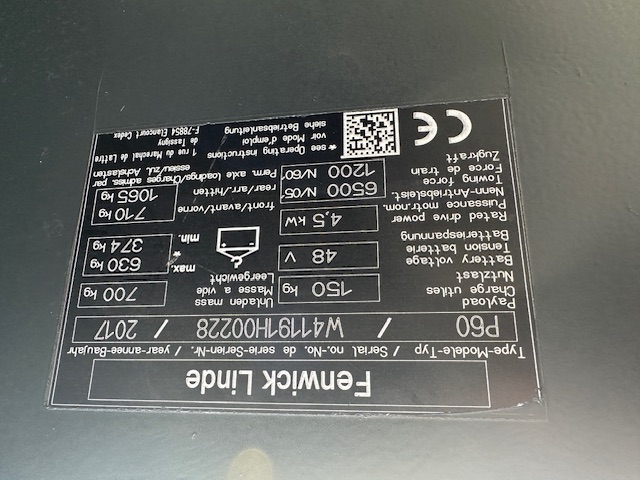 Fenwick Linde
Type-Modele-Typ / Serial no.-No. de serie-Serien-Nr. / year-annee-Baujahr
P60 / W41191H00228 / 2017
Payload
Charge utiles
Nutzlast
150 kg
Unladen mass
Masse a vide
Leergewicht
700 kg
Battery voltage
Tension batterie
Battériespannung
48 V
max.
630 kg
min.
374 kg
Rated drive power
Puissance motr.nom.
Nenn-Antriebsleist.
4,5 kW
front/avant/vorne
710 kg
Towing force
Force de train
Zugkraft
6500 N/05'
1200 N/60'
rear/arr./hinten
1065 kg
Perm. axle loadings/Charges admiss. par
essieu/zul. Achslasten
CE
* see Operating instructions
voir Mode d'emploi
siehe Betriebsanleitung
1 rue du Marechal de Lattre
de Tassigny
F-78854 Elancourt Cedex